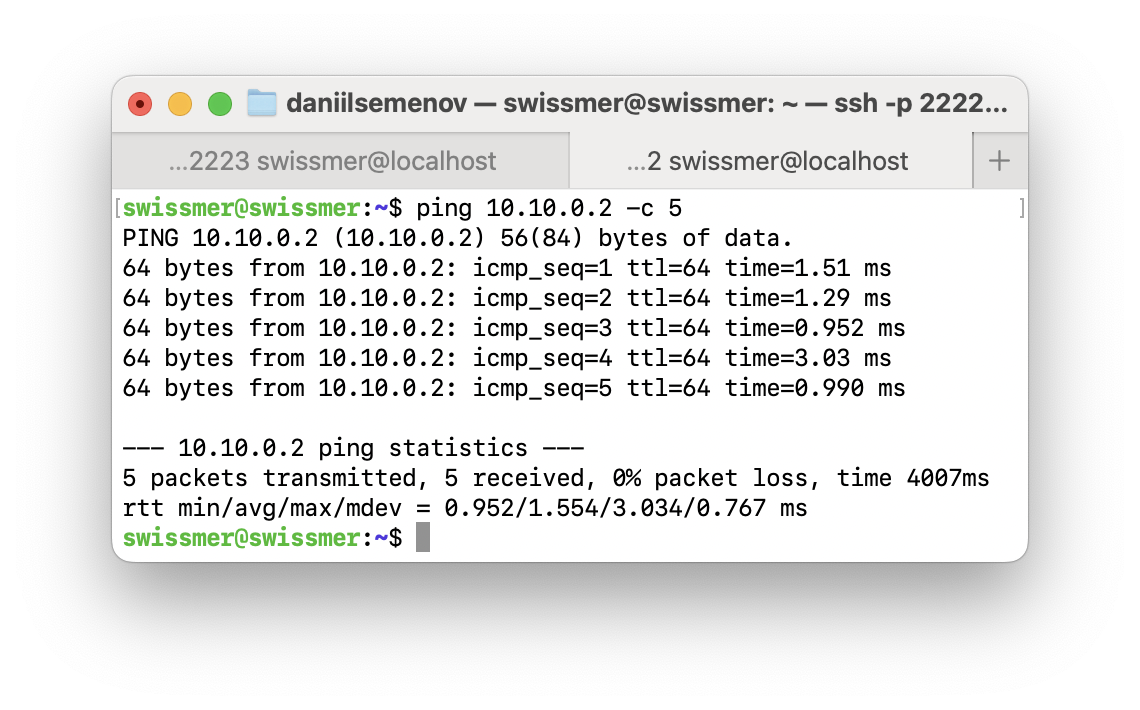 daniilsemenov — swissmer@swissmer: ~ — ssh -p 2222...
...2223 swissmer@localhost
...2 swissmer@localhost
+
[swissmer@swissmer:~$ ping 10.10.0.2 -c 5 ]
PING 10.10.0.2 (10.10.0.2) 56(84) bytes of data.
64 bytes from 10.10.0.2: icmp_seq=1 ttl=64 time=1.51 ms
64 bytes from 10.10.0.2: icmp_seq=2 ttl=64 time=1.29 ms
64 bytes from 10.10.0.2: icmp_seq=3 ttl=64 time=0.952 ms
64 bytes from 10.10.0.2: icmp_seq=4 ttl=64 time=3.03 ms
64 bytes from 10.10.0.2: icmp_seq=5 ttl=64 time=0.990 ms
--- 10.10.0.2 ping statistics ---
5 packets transmitted, 5 received, 0% packet loss, time 4007ms
rtt min/avg/max/mdev = 0.952/1.554/3.034/0.767 ms
swissmer@swissmer:~$